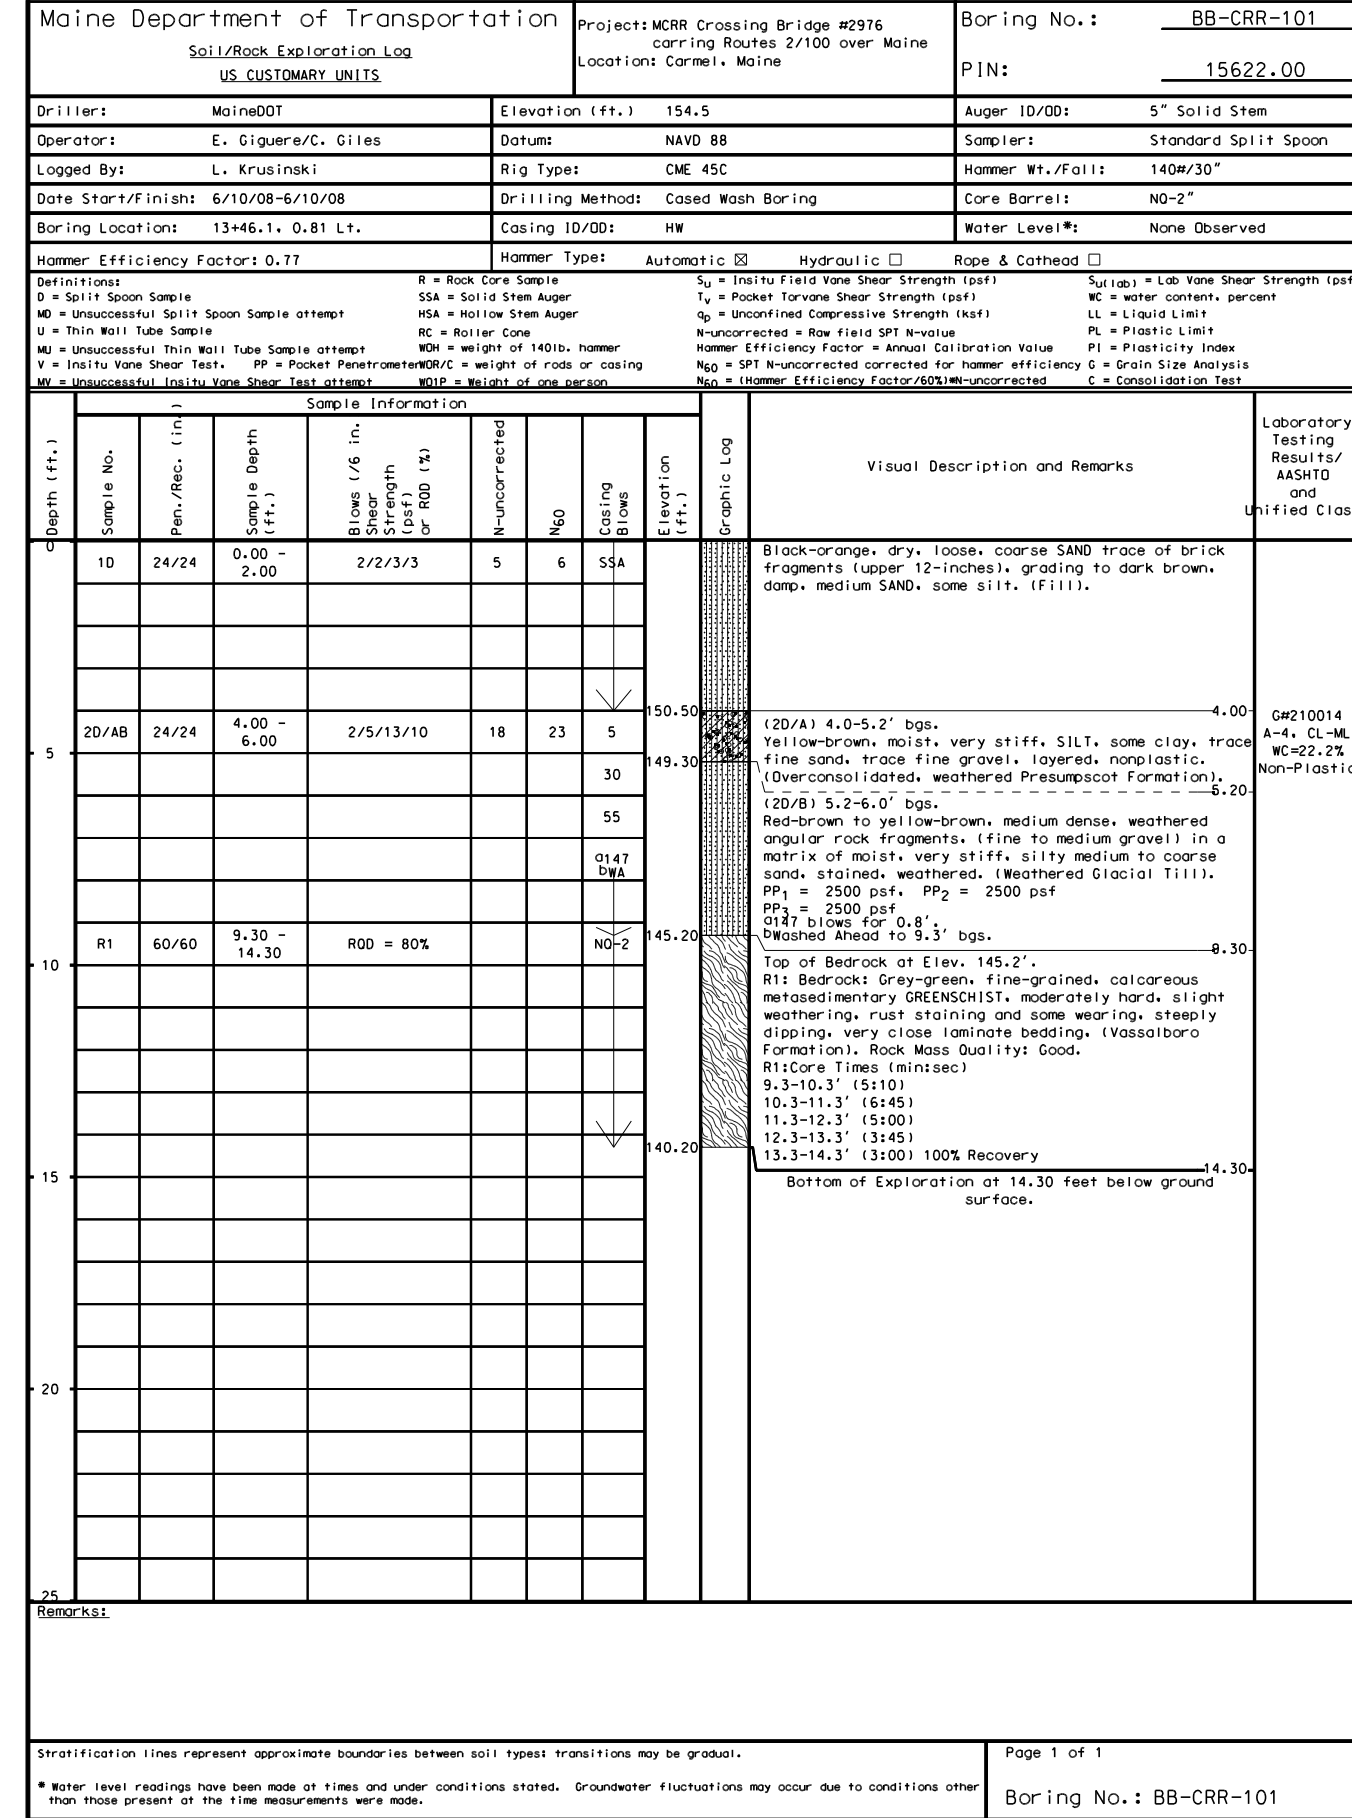 Maine Department of Transportation
Soil/Rock Exploration Log
US CUSTOMARY UNITS
Project: MCRR Crossing Bridge #2976
carring Routes 2/100 over Maine
Location: Carmel, Maine
Boring No.: BB-CRR-101
PIN: 15622.00
Driller: MaineDOT
Elevation (ft.) 154.5
Auger ID/OD: 5" Solid Stem
Operator: E. Giguere/C. Giles
Datum: NAVD 88
Sampler: Standard Split Spoon
Logged By: L. Krusinski
Rig Type: CME 45C
Hammer Wt./Fall: 140#/30"
Date Start/Finish: 6/10/08-6/10/08
Drilling Method: Cased Wash Boring
Core Barrel: NQ-2"
Boring Location: 13+46.1, 0.81 Lt.
Casing ID/OD: HW
Water Level*: None Observed
Hammer Efficiency Factor: 0.77
Hammer Type: Automatic ☒ Hydraulic ☐ Rope & Cathead ☐
Definitions:
D = Split Spoon Sample
MD = Unsuccessful Split Spoon Sample attempt
U = Thin Wall Tube Sample
MU = Unsuccessful Thin Wall Tube Sample attempt
V = Insitu Vane Shear Test, PP = Pocket Penetrometer
MV = Unsuccessful Insitu Vane Shear Test attempt
R = Rock Core Sample
SSA = Solid Stem Auger
HSA = Hollow Stem Auger
RC = Roller Cone
WOH = weight of 140lb. hammer
WOR/C = weight of rods or casing
WO1P = Weight of one person
Su = Insitu Field Vane Shear Strength (psf)
Tv = Pocket Torvane Shear Strength (psf)
qp = Unconfined Compressive Strength (ksf)
N-uncorrected = Raw field SPT N-value
Hammer Efficiency Factor = Annual Calibration Value
N60 = SPT N-uncorrected corrected for hammer efficiency
N60 = (Hammer Efficiency Factor/60%)*N-uncorrected
Su(lab) = Lab Vane Shear Strength (psf
WC = water content, percent
LL = Liquid Limit
PL = Plastic Limit
PI = Plasticity Index
G = Grain Size Analysis
C = Consolidation Test
Sample Information
Depth (ft.)
Sample No.
Pen./Rec. (in.)
Sample Depth
(ft.)
Blows (/6 in.
Shear
Strength
(psf)
or RQD (%)
N-uncorrected
N60
Casing
Blows
Elevation
(ft.)
Graphic Log
Visual Description and Remarks
Laboratory
Testing
Results/
AASHTO
and
Unified Clas
0
1D 24/24 0.00 - 2.00 2/2/3/3 5 6 SSA
Black-orange, dry, loose, coarse SAND trace of brick
fragments (upper 12-inches), grading to dark brown,
damp, medium SAND, some silt. (Fill).
150.50
4.00
2D/AB 24/24 4.00 - 6.00 2/5/13/10 18 23 5
(2D/A) 4.0-5.2' bgs.
Yellow-brown, moist, very stiff, SILT, some clay, trace
fine sand, trace fine gravel, layered, nonplastic.
(Overconsolidated, weathered Presumpscot Formation).
G#210014
A-4, CL-ML
WC=22.2%
Non-Plastic
5
149.30
5.20
30
55
a147
bWA
(2D/B) 5.2-6.0' bgs.
Red-brown to yellow-brown, medium dense, weathered
angular rock fragments, (fine to medium gravel) in a
matrix of moist, very stiff, silty medium to coarse
sand, stained, weathered. (Weathered Glacial Till).
PP1 = 2500 psf, PP2 = 2500 psf
PP3 = 2500 psf
a147 blows for 0.8'.
bWashed Ahead to 9.3' bgs.
145.20
9.30
R1 60/60 9.30 - 14.30 RQD = 80% NQ-2
10
Top of Bedrock at Elev. 145.2'.
R1: Bedrock: Grey-green, fine-grained, calcareous
metasedimentary GREENSCHIST, moderately hard, slight
weathering, rust staining and some wearing, steeply
dipping, very close laminate bedding, (Vassalboro
Formation). Rock Mass Quality: Good.
R1:Core Times (min:sec)
9.3-10.3' (5:10)
10.3-11.3' (6:45)
11.3-12.3' (5:00)
12.3-13.3' (3:45)
13.3-14.3' (3:00) 100% Recovery
140.20
14.30
15
Bottom of Exploration at 14.30 feet below ground
surface.
20
25
Remarks:
Stratification lines represent approximate boundaries between soil types; transitions may be gradual.
* Water level readings have been made at times and under conditions stated. Groundwater fluctuations may occur due to conditions other
than those present at the time measurements were made.
Page 1 of 1
Boring No.: BB-CRR-101